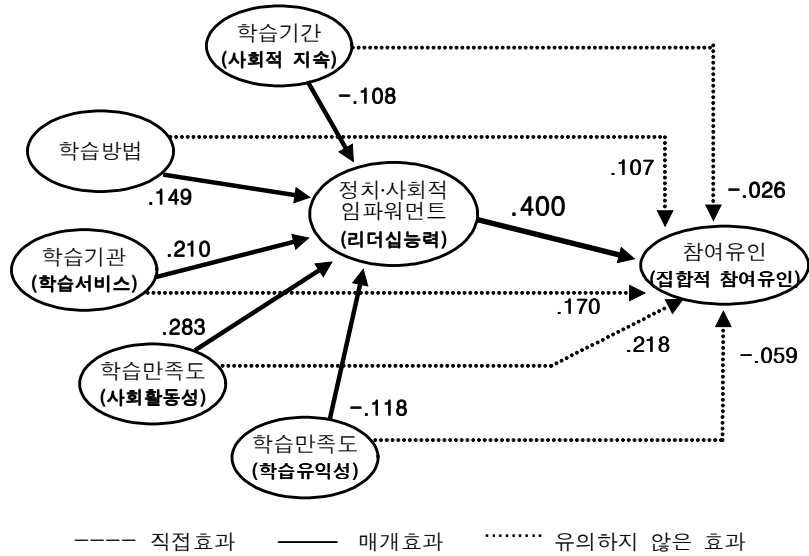 학습기간
(사회적 지속)
-.108
학습방법
.149
.107
-.026
정치·사회적
임파워먼트
(리더십능력)
.400
학습기관
(학습서비스)
.210
참여유인
(집합적 참여유인)
.170
.283
.218
-.059
학습만족도
(사회활동성)
-.118
학습만족도
(학습유익성)
직접효과 매개효과 유의하지 않은 효과